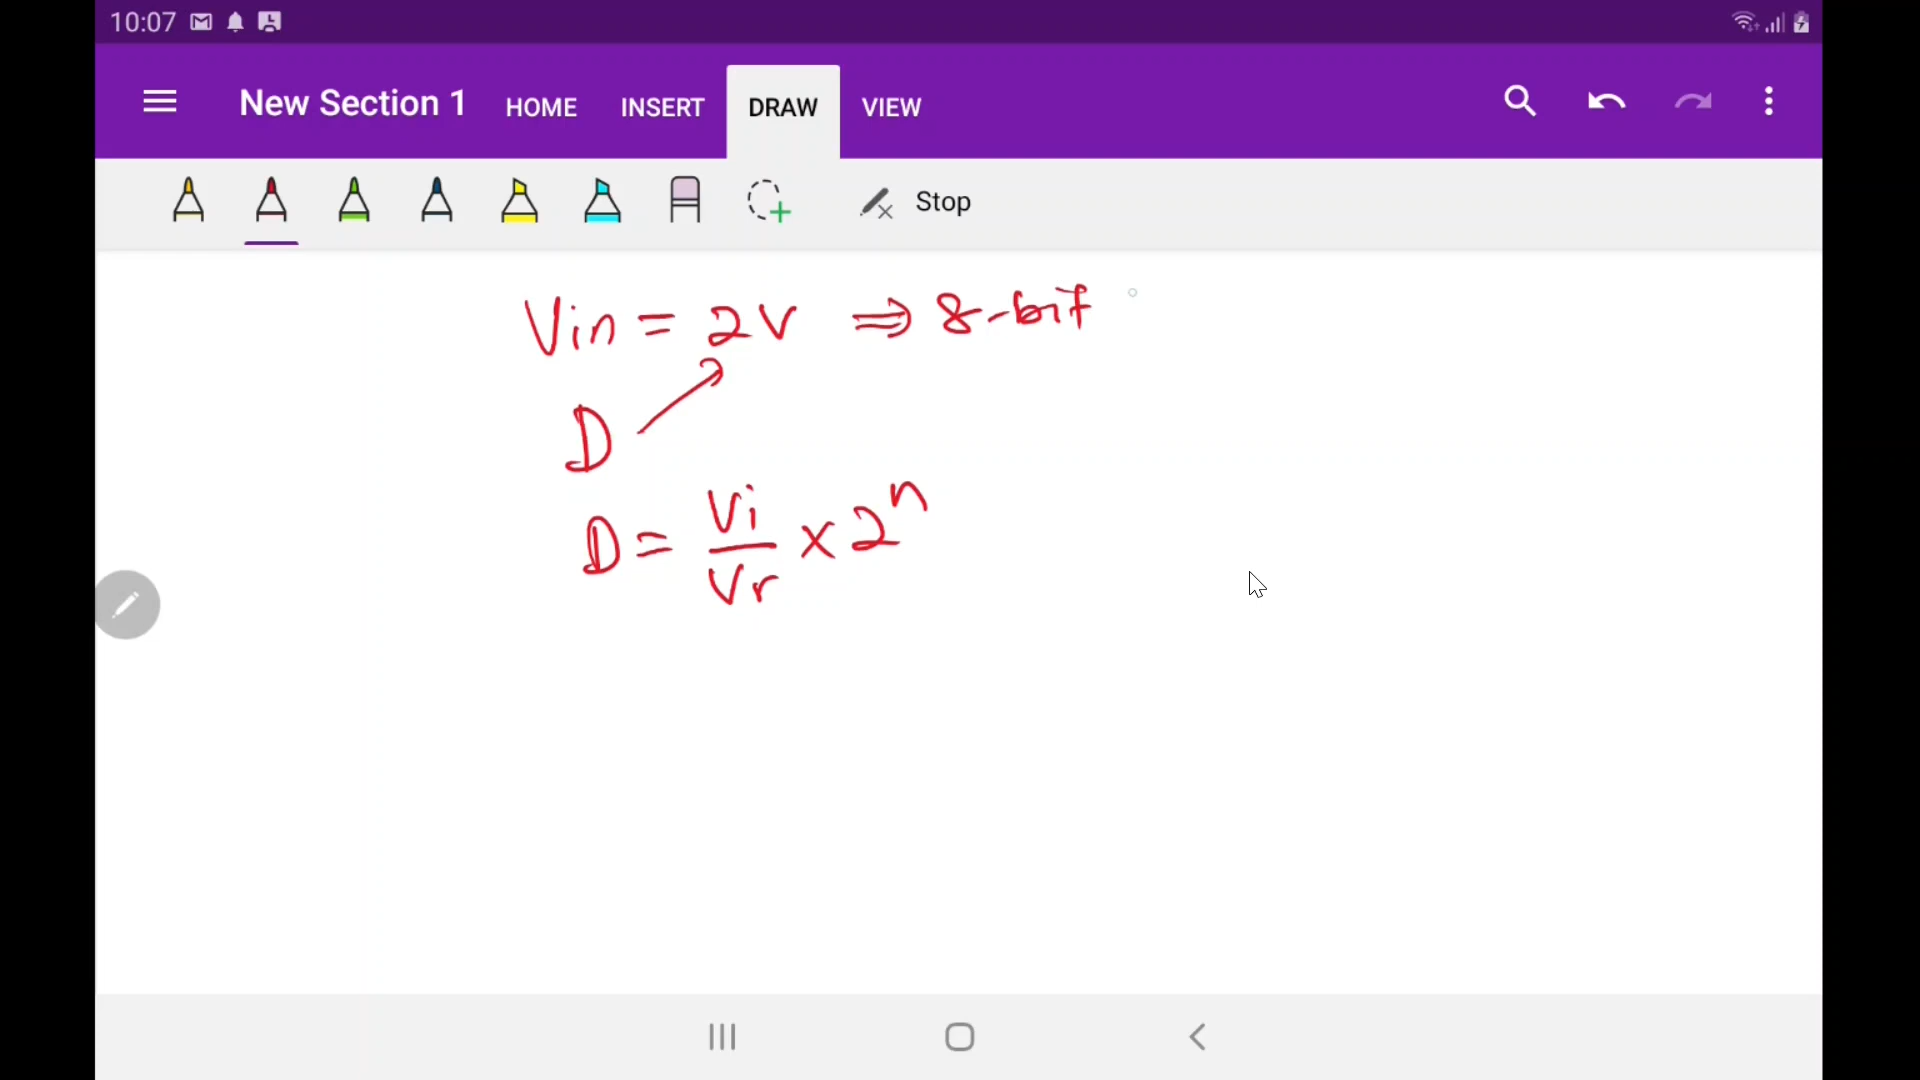 10:07
New Section 1 HOME INSERT DRAW VIEW
Stop
Vin = 2V ⇒ 8-bit
D
D = Vi/Vr × 2^n